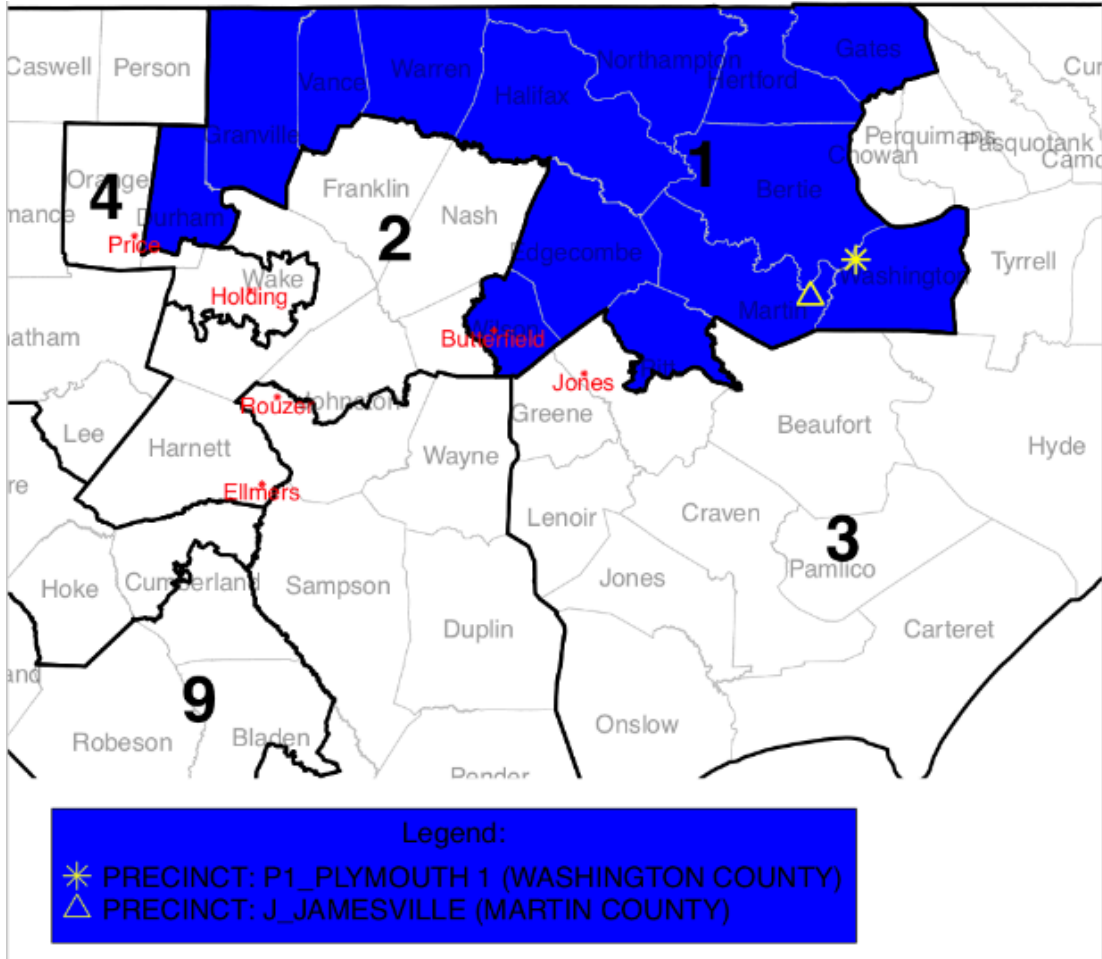 Caswell
Person
Vance
Warren
Northampton
Hertford
Gates
Halifax
Granville
Perquimans
Pasquotank
Chowan
1
Orange
4
Durham
Price
Franklin
2
Nash
Bertie
Edgecombe
Wake
Holding
Washington
Tyrrell
Martin
Butterfield
Jones
Rouzer
Johnston
Greene
Beaufort
Lee
Harnett
Wayne
Hyde
Ellmers
Lenoir
Craven
3
Pamlico
Hoke
Cumberland
Sampson
Jones
Duplin
Carteret
9
Robeson
Bladen
Onslow
Pender
Legend:
PRECINCT: P1_PLYMOUTH 1 (WASHINGTON COUNTY)
PRECINCT: J_JAMESVILLE (MARTIN COUNTY)